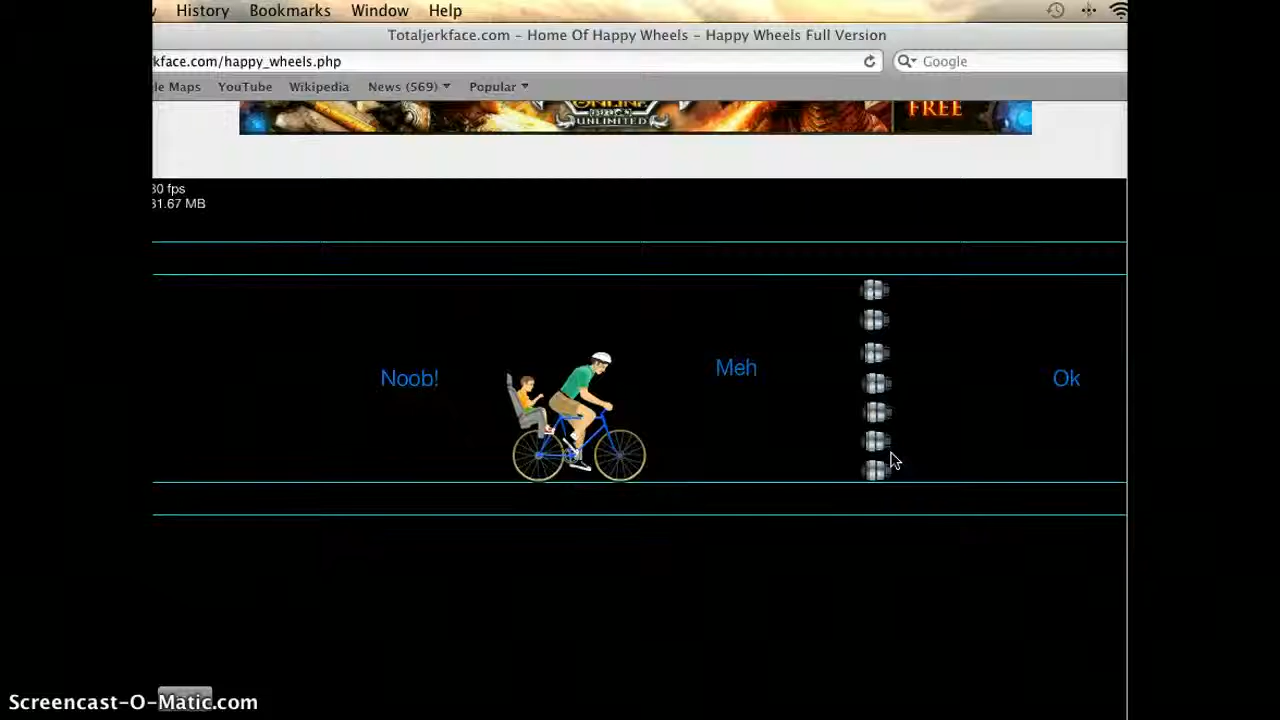 History Bookmarks Window Help
Totaljerkface.com – Home Of Happy Wheels – Happy Wheels Full Version
kface.com/happy_wheels.php
Google
le Maps YouTube Wikipedia News (569) Popular
ONLINE
UNLIMITED
FREE
30 fps
31.67 MB
Noob!
Meh
Ok
Screencast-O-Matic.com